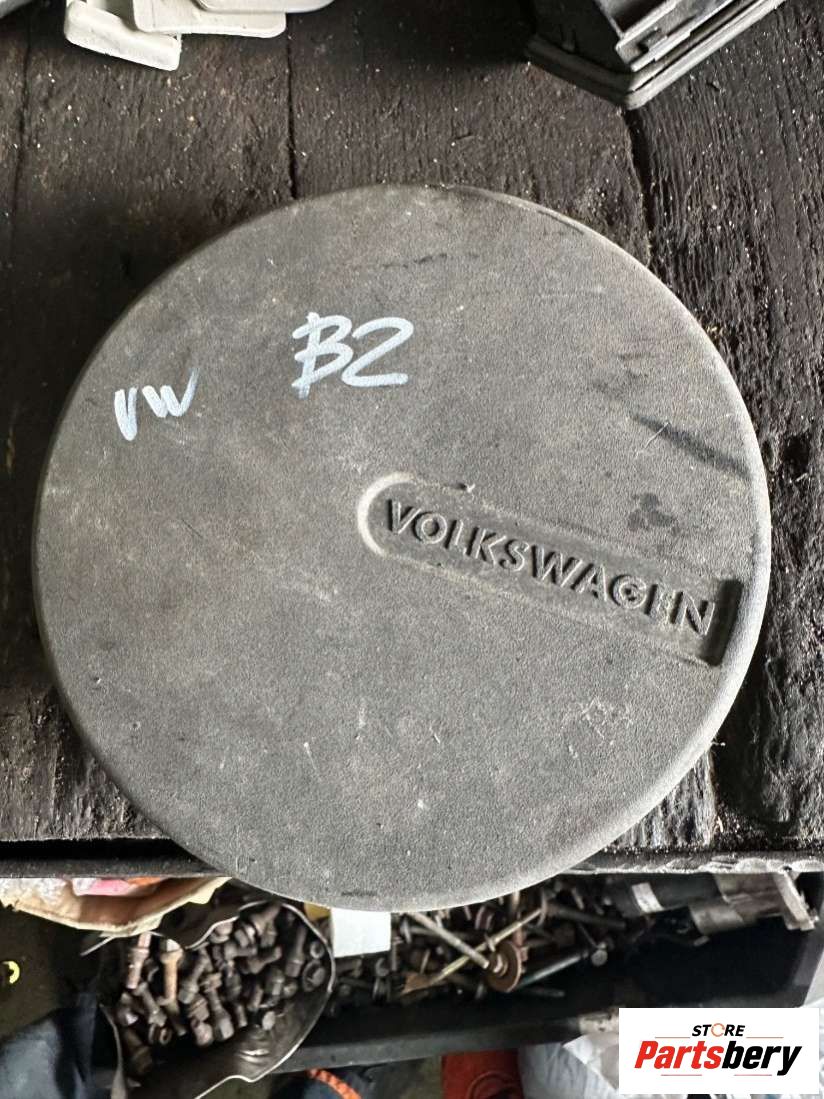 B2
VW
VOLKSWAGEN
STORE
Partsbery